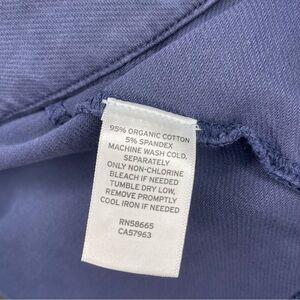 95% ORGANIC COTTON
5% SPANDEX
MACHINE WASH COLD,
SEPARATELY
ONLY NON-CHLORINE
BLEACH IF NEEDED
TUMBLE DRY LOW,
REMOVE PROMPTLY
COOL IRON IF NEEDED
RN58665
CA57963